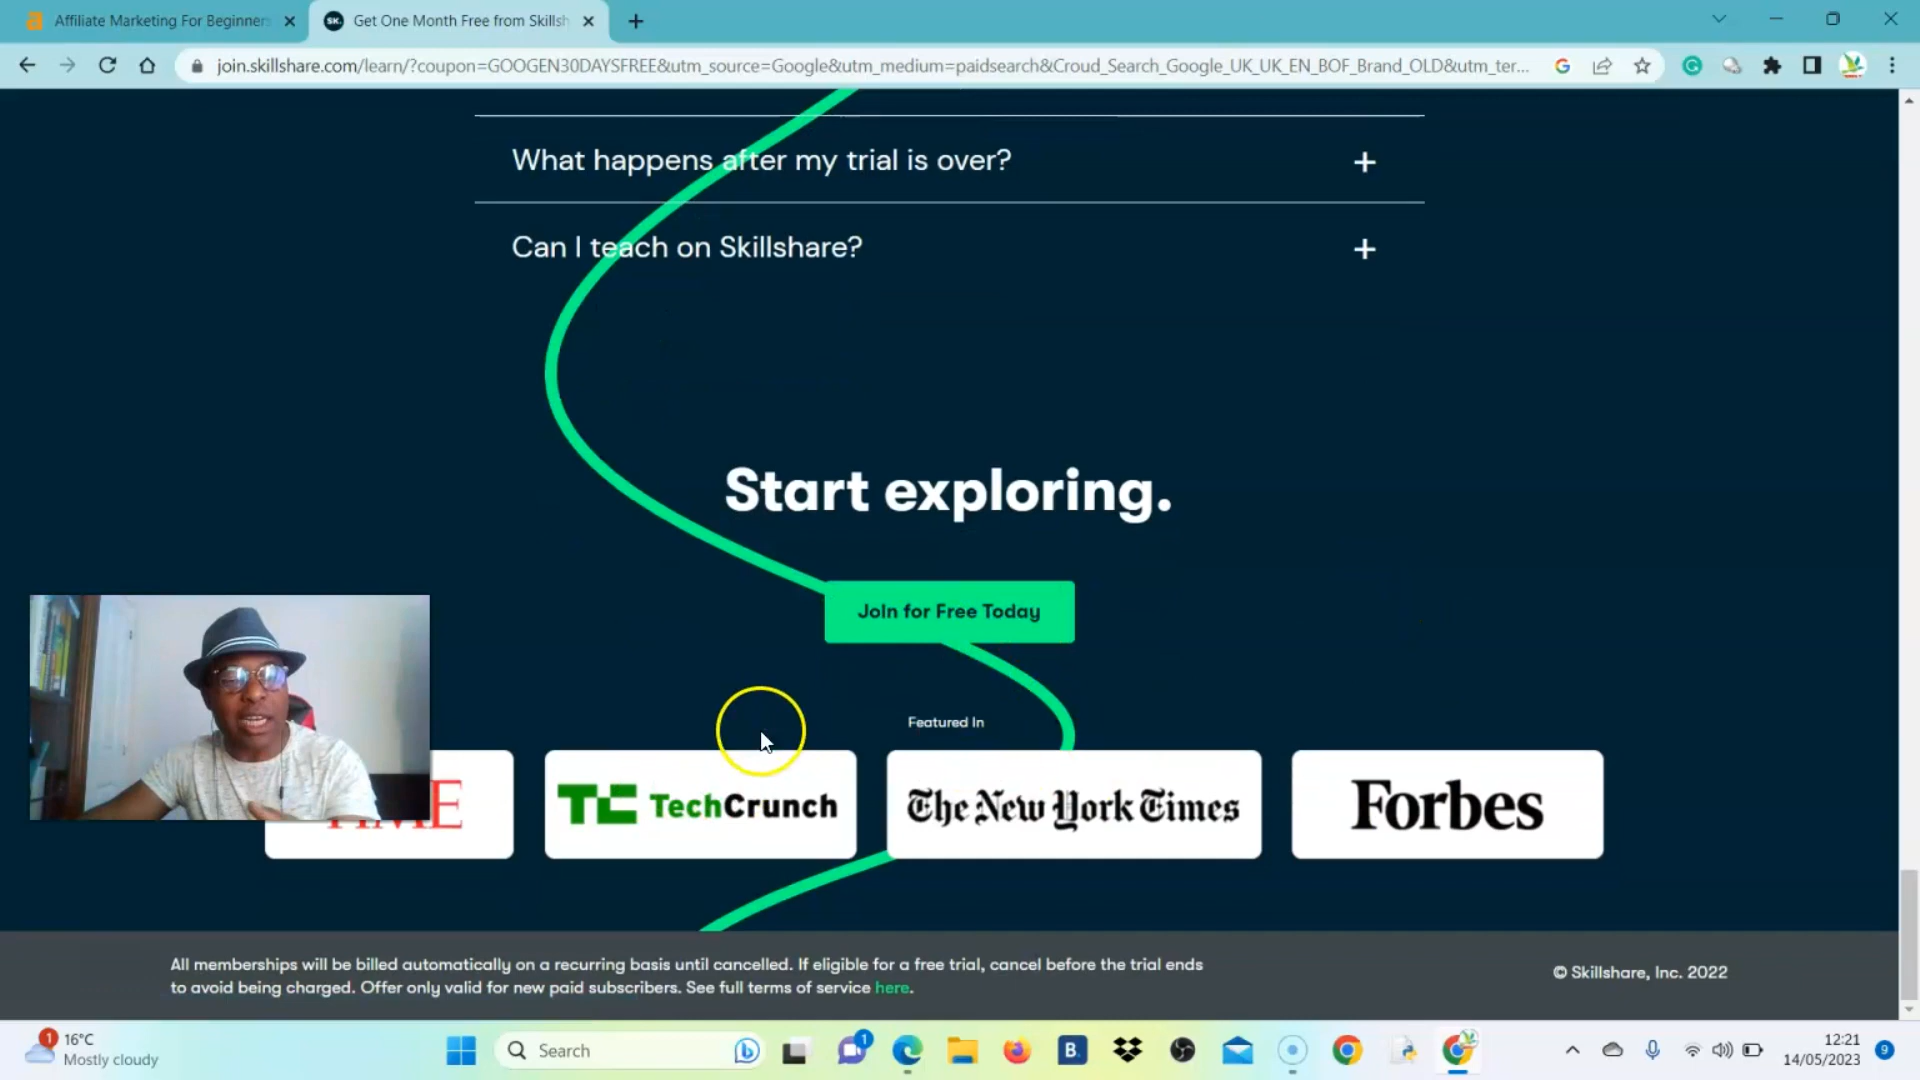 Affiliate Marketing For Beginners
Get One Month Free from Skillsh
join.skillshare.com/learn/?coupon=GOOGEN30DAYSFREE&utm_source=Google&utm_medium=paidsearch&Croud_Search_Google_UK_UK_EN_BOF_Brand_OLD&utm_ter...
What happens after my trial is over?
Can I teach on Skillshare?
Start exploring.
Join for Free Today
Featured In
TIME
TC TechCrunch
The New York Times
Forbes
All memberships will be billed automatically on a recurring basis until cancelled. If eligible for a free trial, cancel before the trial ends
to avoid being charged. Offer only valid for new paid subscribers. See full terms of service here.
© Skillshare, Inc. 2022
1
16°C
Mostly cloudy
Search
1
B.
12:21
14/05/2023
9